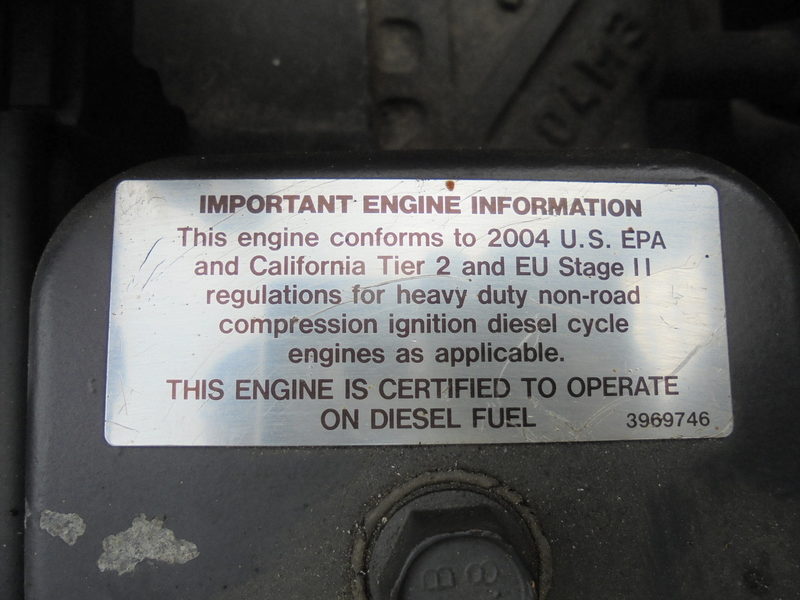 OLH3
IMPORTANT ENGINE INFORMATION
This engine conforms to 2004 U.S. EPA
and California Tier 2 and EU Stage II
regulations for heavy duty non-road
compression ignition diesel cycle
engines as applicable.
THIS ENGINE IS CERTIFIED TO OPERATE
ON DIESEL FUEL 3969746
B8